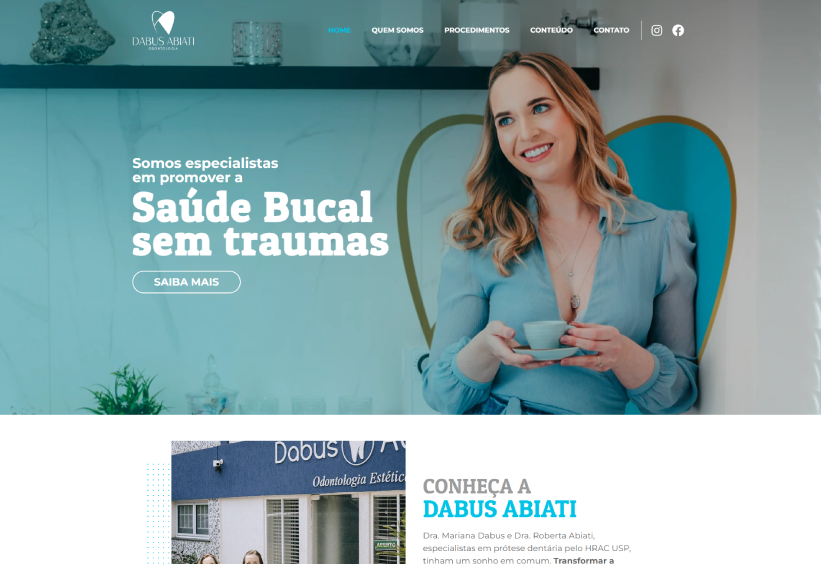 DABUS ABIATI
ODONTOLOGIA
HOME
QUEM SOMOS
PROCEDIMENTOS
CONTEÚDO
CONTATO
Somos especialistas
em promover a
Saúde Bucal
sem traumas
SAIBA MAIS
Dabus
Odontologia Estétic
ABERTO
CONHEÇA A
DABUS ABIATI
Dra. Mariana Dabus e Dra. Roberta Abiati,
especialistas em prótese dentária pelo HRAC USP,
tinham um sonho em comum. Transformar a